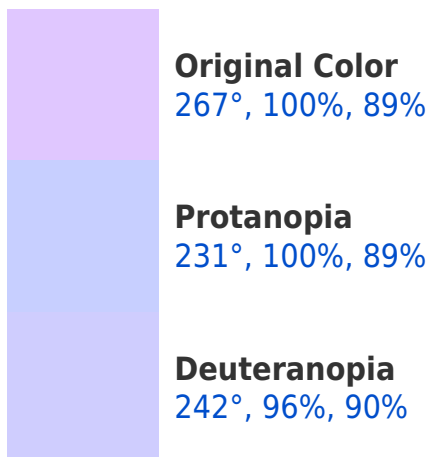 Original Color
267°, 100%, 89%
Protanopia
231°, 100%, 89%
Deuteranopia
242°, 96%, 90%